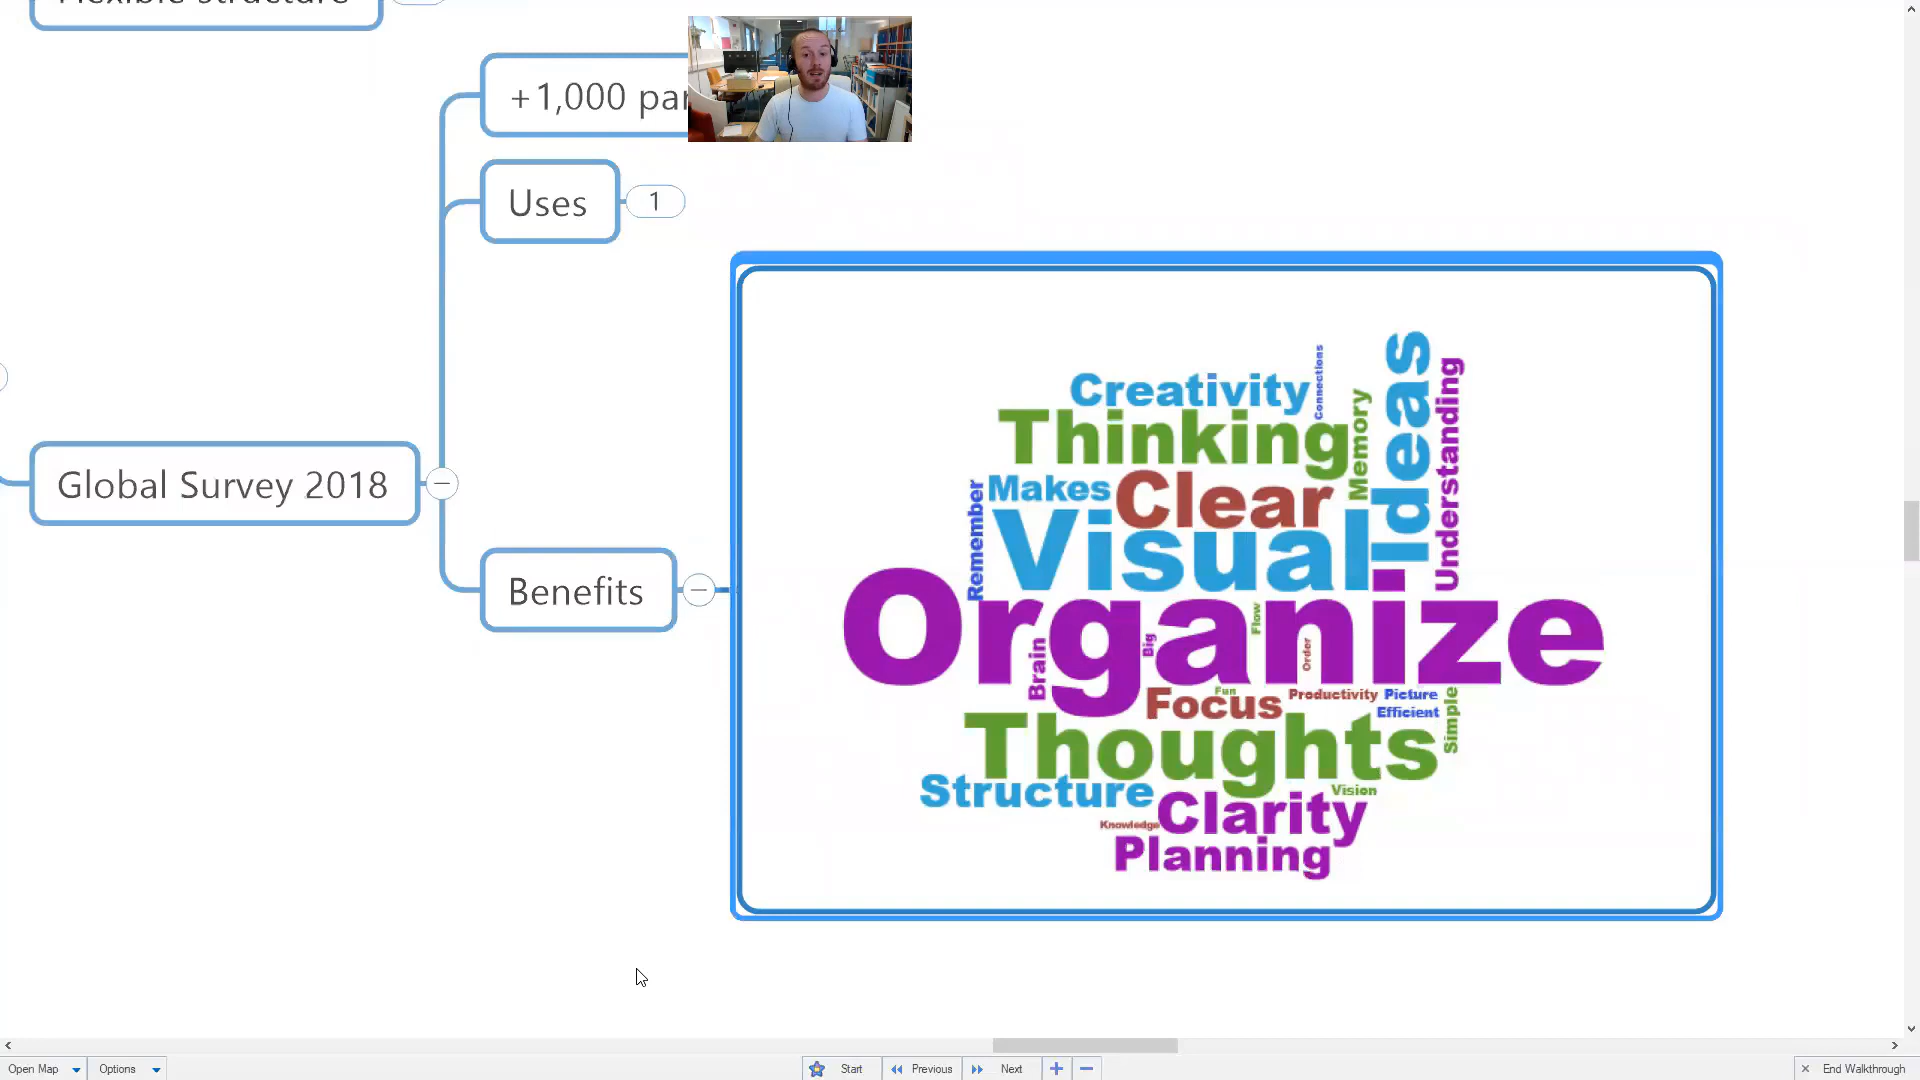 Flexible structure
+1,000 par
Uses
1
Global Survey 2018
Benefits
Creativity
Connections
Thinking
Memory
Ideas
Understanding
Makes
Clear
Remember
Visual
Organize
Brain
Big
Flow
Order
Focus
Fun
Productivity
Picture
Efficient
Simple
Thoughts
Structure
Vision
Clarity
Knowledge
Planning
Open Map
Options
Start
Previous
Next
End Walkthrough